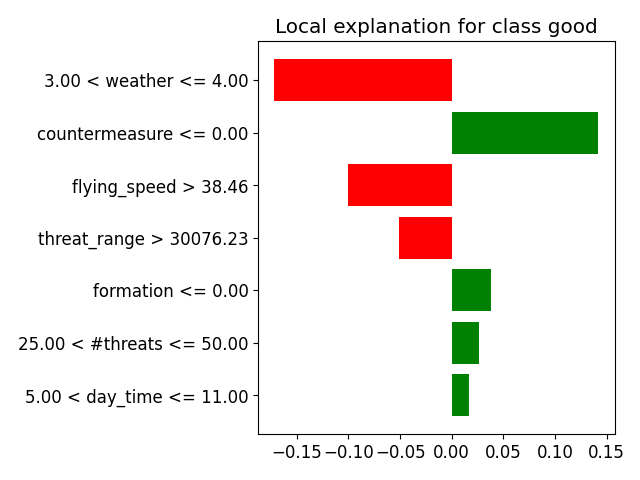 Local explanation for class good
3.00 < weather <= 4.00
countermeasure <= 0.00
flying_speed > 38.46
threat_range > 30076.23
formation <= 0.00
25.00 < #threats <= 50.00
5.00 < day_time <= 11.00
−0.15 −0.10 −0.05 0.00 0.05 0.10 0.15